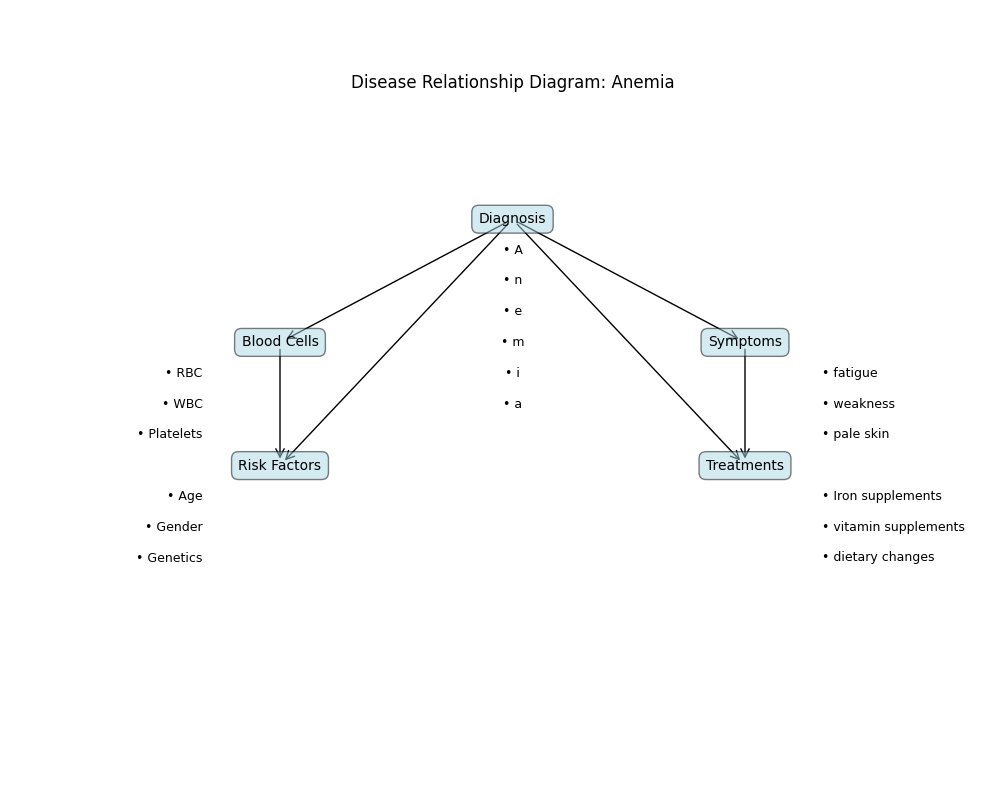 Disease Relationship Diagram: Anemia
Diagnosis
• A
• n
• e
• m
• i
• a
Blood Cells
• RBC
• WBC
• Platelets
Risk Factors
• Age
• Gender
• Genetics
Symptoms
• fatigue
• weakness
• pale skin
Treatments
• Iron supplements
• vitamin supplements
• dietary changes